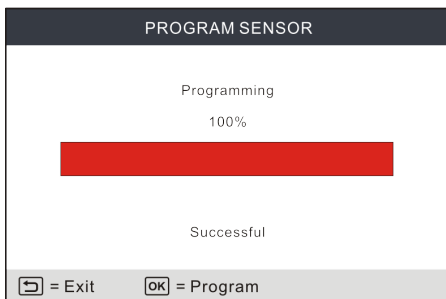 PROGRAM SENSOR
Programming
100%
Successful
= Exit OK = Program